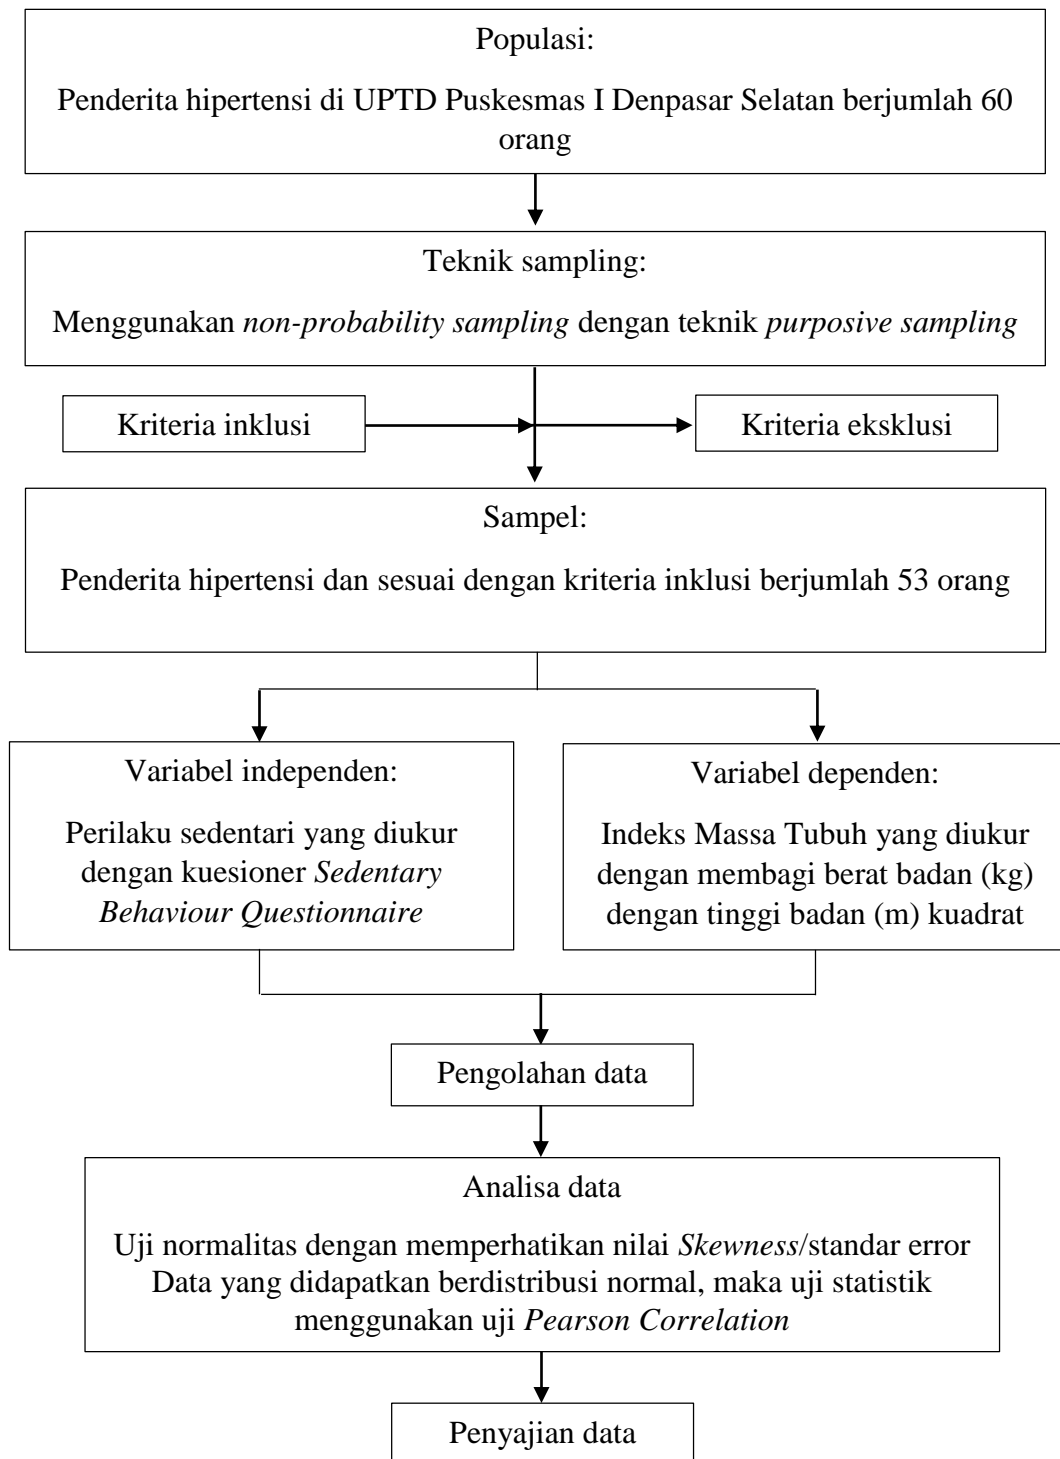 Populasi:
Penderita hipertensi di UPTD Puskesmas I Denpasar Selatan berjumlah 60
orang
Teknik sampling:
Menggunakan non-probability sampling dengan teknik purposive sampling
Kriteria inklusi
Kriteria eksklusi
Sampel:
Penderita hipertensi dan sesuai dengan kriteria inklusi berjumlah 53 orang
Variabel independen:
Perilaku sedentari yang diukur
dengan kuesioner Sedentary
Behaviour Questionnaire
Variabel dependen:
Indeks Massa Tubuh yang diukur
dengan membagi berat badan (kg)
dengan tinggi badan (m) kuadrat
Pengolahan data
Analisa data
Uji normalitas dengan memperhatikan nilai Skewness/standar error
Data yang didapatkan berdistribusi normal, maka uji statistik
menggunakan uji Pearson Correlation
Penyajian data